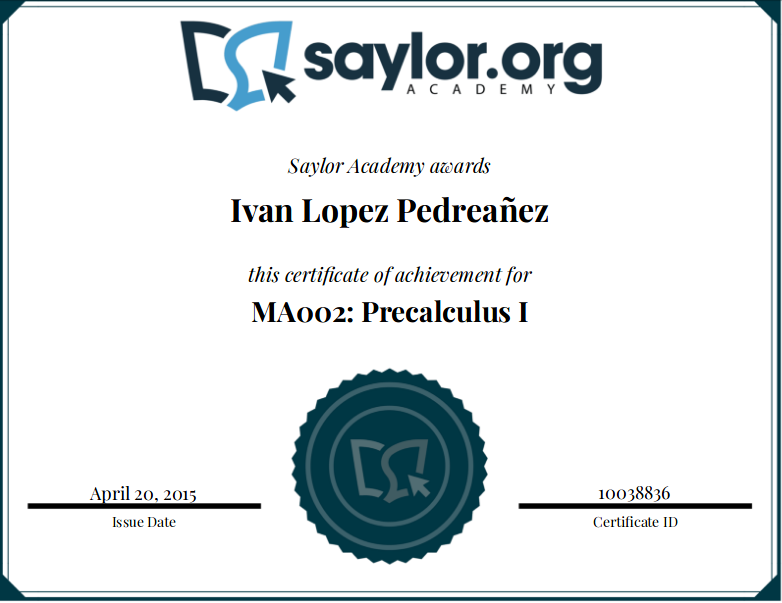 saylor.org
ACADEMY
Saylor Academy awards
Ivan Lopez Pedreañez
this certificate of achievement for
MA002: Precalculus I
April 20, 2015
Issue Date
10038836
Certificate ID